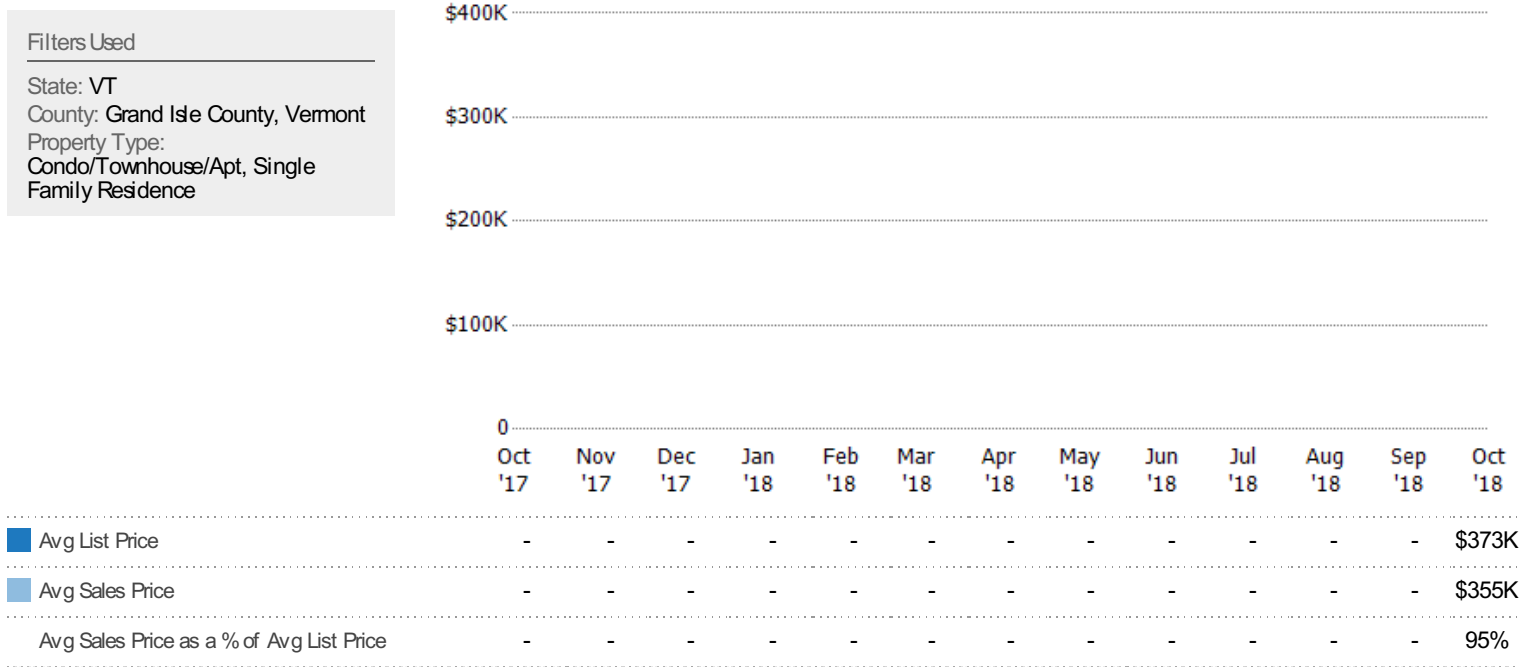 Filters Used
State: VT
County: Grand Isle County, Vermont
Property Type:
Condo/Townhouse/Apt, Single
Family Residence
$400K
$300K
$200K
$100K
0
Oct Nov Dec Jan Feb Mar Apr May Jun Jul Aug Sep Oct
'17 '17 '17 '18 '18 '18 '18 '18 '18 '18 '18 '18 '18
Avg List Price - - - - - - - - - - - - $373K
Avg Sales Price - - - - - - - - - - - - $355K
Avg Sales Price as a % of Avg List Price - - - - - - - - - - - - 95%